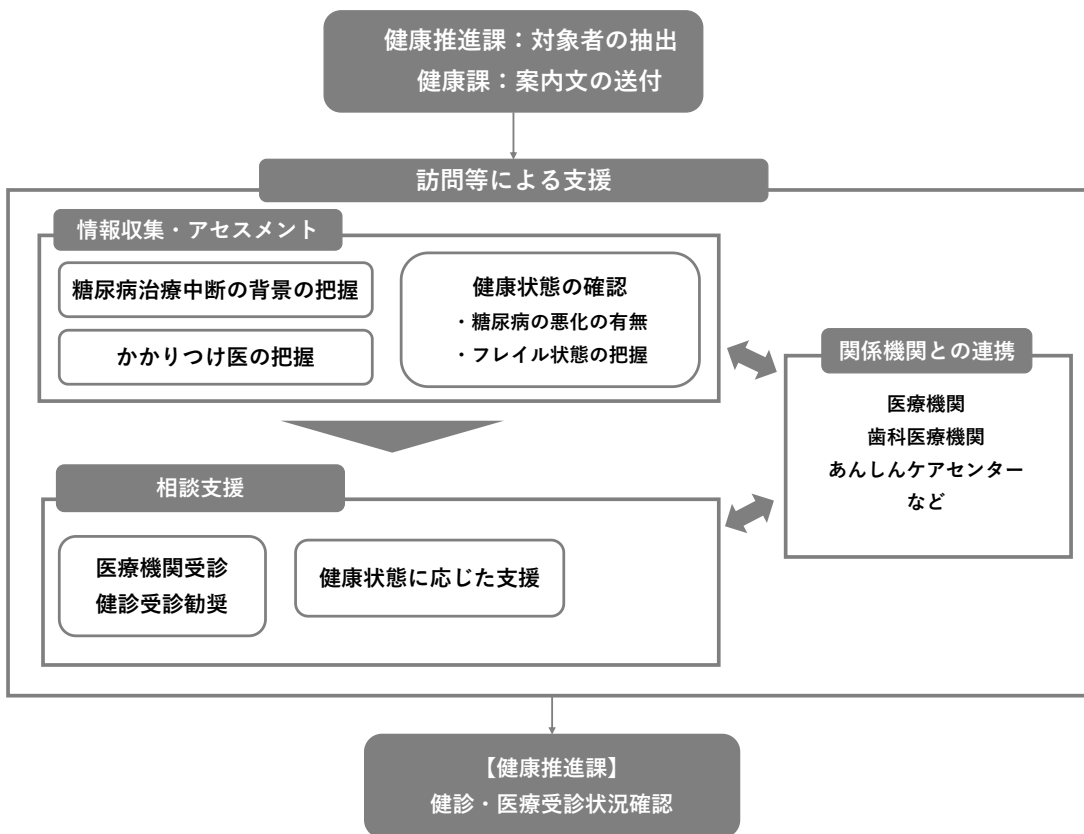 健康推進課：対象者の抽出
健康課：案内文の送付
訪問等による支援
情報収集・アセスメント
糖尿病治療中断の背景の把握
かかりつけ医の把握
健康状態の確認
・糖尿病の悪化の有無
・フレイル状態の把握
関係機関との連携
医療機関
歯科医療機関
あんしんケアセンター
など
相談支援
医療機関受診
健診受診勧奨
健康状態に応じた支援
【健康推進課】
健診・医療受診状況確認